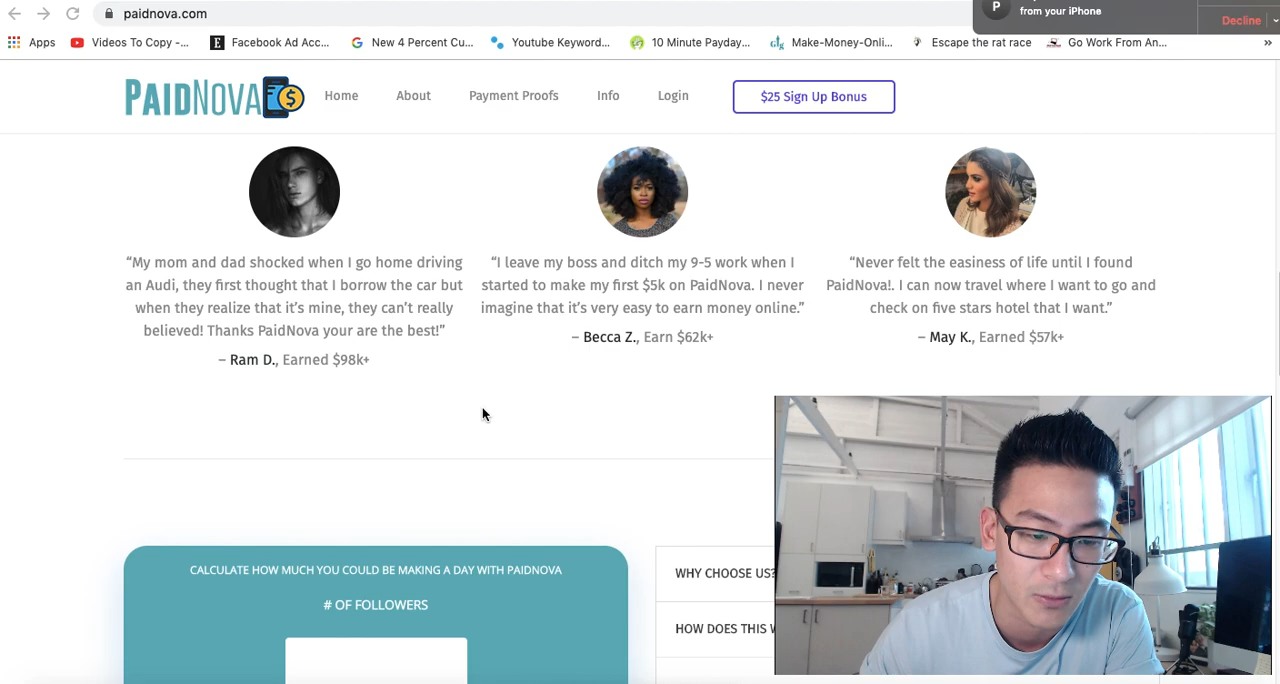 paidnova.com
P
from your iPhone
Decline
Apps
Videos To Copy -...
Facebook Ad Acc...
New 4 Percent Cu...
Youtube Keyword...
10 Minute Payday...
Make-Money-Onli...
Escape the rat race
Go Work From An...
»
PAIDNOVA
Home
About
Payment Proofs
Info
Login
$25 Sign Up Bonus
“My mom and dad shocked when I go home driving
an Audi, they first thought that I borrow the car but
when they realize that it’s mine, they can’t really
believed! Thanks PaidNova your are the best!”
– Ram D., Earned $98k+
“I leave my boss and ditch my 9-5 work when I
started to make my first $5k on PaidNova. I never
imagine that it’s very easy to earn money online.”
– Becca Z., Earn $62k+
“Never felt the easiness of life until I found
PaidNova!. I can now travel where I want to go and
check on five stars hotel that I want.”
– May K., Earned $57k+
CALCULATE HOW MUCH YOU COULD BE MAKING A DAY WITH PAIDNOVA
# OF FOLLOWERS
WHY CHOOSE US?
HOW DOES THIS